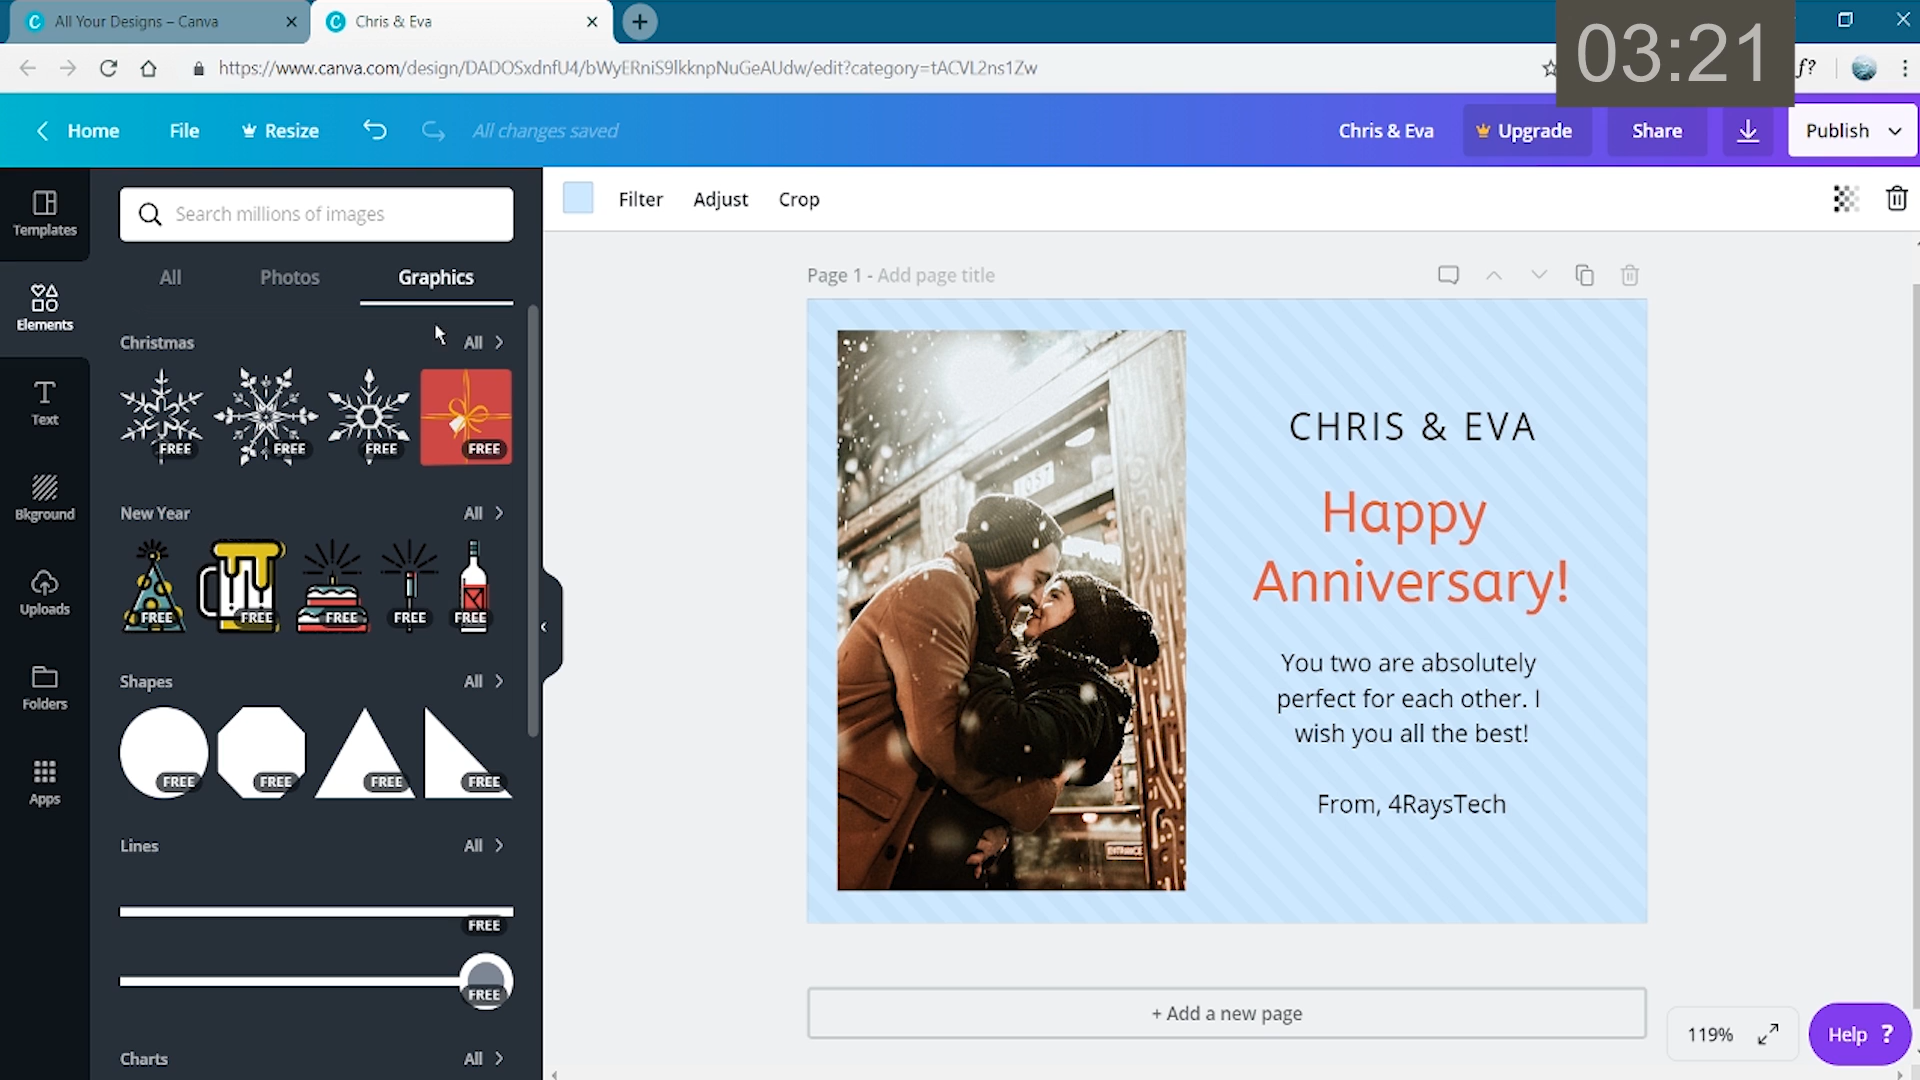 All Your Designs – Canva
Chris & Eva
03:21
https://www.canva.com/design/DADOSxdnfU4/bWyERniS9lkknpNuGeAUdw/edit?category=tACVL2ns1Zw
f?
Home
File
Resize
All changes saved
Chris & Eva
Upgrade
Share
Publish
Templates
Elements
Text
Bkground
Uploads
Folders
Apps
Search millions of images
All
Photos
Graphics
Christmas
All
FREE
FREE
FREE
FREE
New Year
All
FREE
FREE
FREE
FREE
FREE
Shapes
All
FREE
FREE
FREE
FREE
Lines
All
FREE
FREE
Charts
All
Filter
Adjust
Crop
Page 1 - Add page title
1037
ENTRANCE
CHRIS & EVA
Happy
Anniversary!
You two are absolutely
perfect for each other. I
wish you all the best!
From, 4RaysTech
+ Add a new page
119%
Help ?